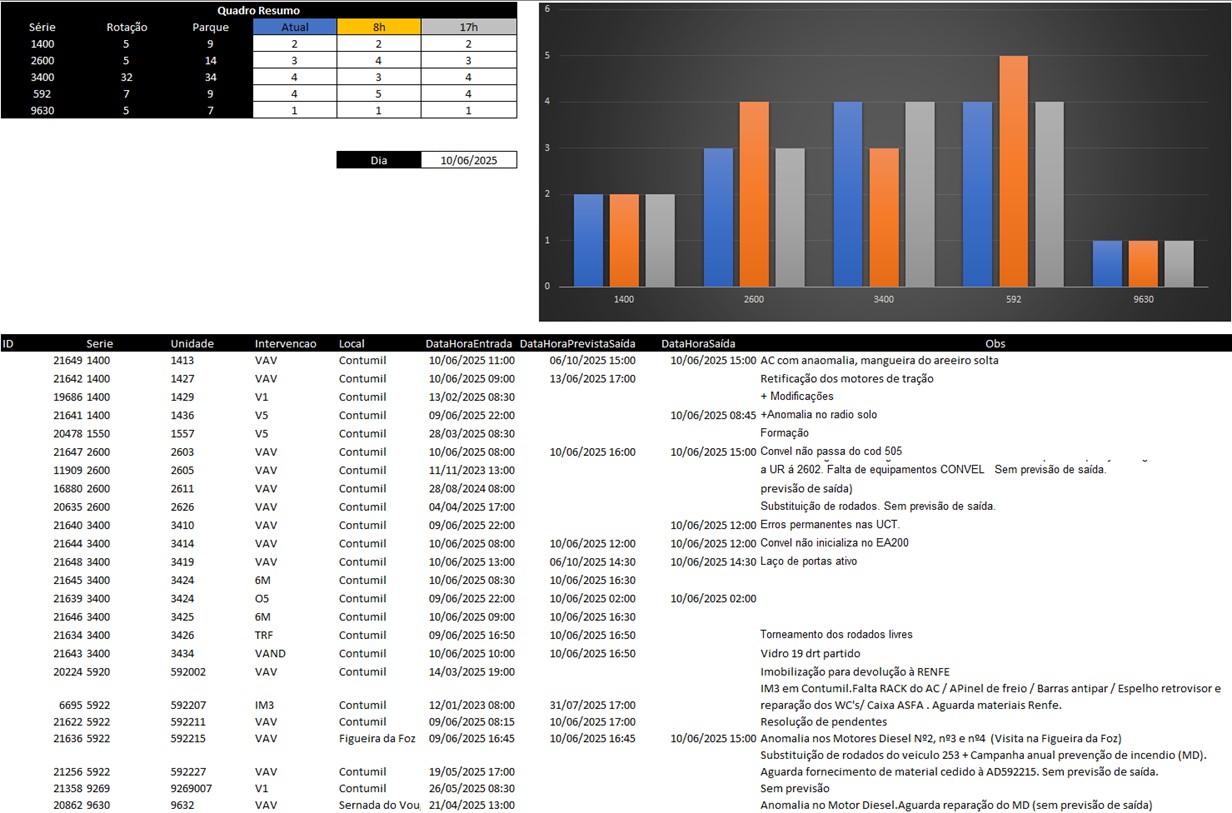 Quadro Resumo
Série Rotação Parque Atual 8h 17h
1400 5 9 2 2 2
2600 5 14 3 4 3
3400 32 34 4 3 4
592 7 9 4 5 4
9630 5 7 1 1 1
Dia 10/06/2025
6
5
4
3
2
1
0
1400 2600 3400 592 9630
ID Serie Unidade Intervencao Local DataHoraEntrada DataHoraPrevistaSaída DataHoraSaída Obs
21649 1400 1413 VAV Contumil 10/06/2025 11:00 06/10/2025 15:00 10/06/2025 15:00 AC com anaomalia, mangueira do areeiro solta
21642 1400 1427 VAV Contumil 10/06/2025 09:00 13/06/2025 17:00 Retificação dos motores de tração
19686 1400 1429 V1 Contumil 13/02/2025 08:30 + Modificações
21641 1400 1436 V5 Contumil 09/06/2025 22:00 10/06/2025 08:45 +Anomalia no radio solo
20478 1550 1557 V5 Contumil 28/03/2025 08:30 Formação
21647 2600 2603 VAV Contumil 10/06/2025 08:00 10/06/2025 16:00 10/06/2025 15:00 Convel não passa do cod 505
11909 2600 2605 VAV Contumil 11/11/2023 13:00 a UR á 2602. Falta de equipamentos CONVEL Sem previsão de saída.
16880 2600 2611 VAV Contumil 28/08/2024 08:00 previsão de saída)
20635 2600 2626 VAV Contumil 04/04/2025 17:00 Substituição de rodados. Sem previsão de saída.
21640 3400 3410 VAV Contumil 09/06/2025 22:00 10/06/2025 12:00 Erros permanentes nas UCT.
21644 3400 3414 VAV Contumil 10/06/2025 08:00 10/06/2025 12:00 10/06/2025 12:00 Convel não inicializa no EA200
21648 3400 3419 VAV Contumil 10/06/2025 13:00 06/10/2025 14:30 10/06/2025 14:30 Laço de portas ativo
21645 3400 3424 6M Contumil 10/06/2025 08:30 10/06/2025 16:30
21639 3400 3424 O5 Contumil 09/06/2025 22:00 10/06/2025 02:00 10/06/2025 02:00
21646 3400 3425 6M Contumil 10/06/2025 09:00 10/06/2025 16:30
21634 3400 3426 TRF Contumil 09/06/2025 16:50 10/06/2025 16:50 Torneamento dos rodados livres
21643 3400 3434 VAND Contumil 10/06/2025 10:00 10/06/2025 16:50 Vidro 19 drt partido
20224 5920 592002 VAV Contumil 14/03/2025 19:00 Imobilização para devolução à RENFE
IM3 em Contumil.Falta RACK do AC / APinel de freio / Barras antipar / Espelho retrovisor e
6695 5922 592207 IM3 Contumil 12/01/2023 08:00 31/07/2025 17:00 reparação dos WC's/ Caixa ASFA . Aguarda materiais Renfe.
21622 5922 592211 VAV Contumil 09/06/2025 08:15 10/06/2025 17:00 Resolução de pendentes
21636 5922 592215 VAV Figueira da Foz 09/06/2025 16:45 10/06/2025 16:45 10/06/2025 15:00 Anomalia nos Motores Diesel Nº2, nº3 e nº4 (Visita na Figueira da Foz)
Substituição de rodados do veiculo 253 + Campanha anual prevenção de incendio (MD).
21256 5922 592227 VAV Contumil 19/05/2025 17:00 Aguarda fornecimento de material cedido à AD592215. Sem previsão de saída.
21358 9269 9269007 V1 Contumil 26/05/2025 08:30 Sem previsão
20862 9630 9632 VAV Sernada do Vou 21/04/2025 13:00 Anomalia no Motor Diesel.Aguarda reparação do MD (sem previsão de saída)